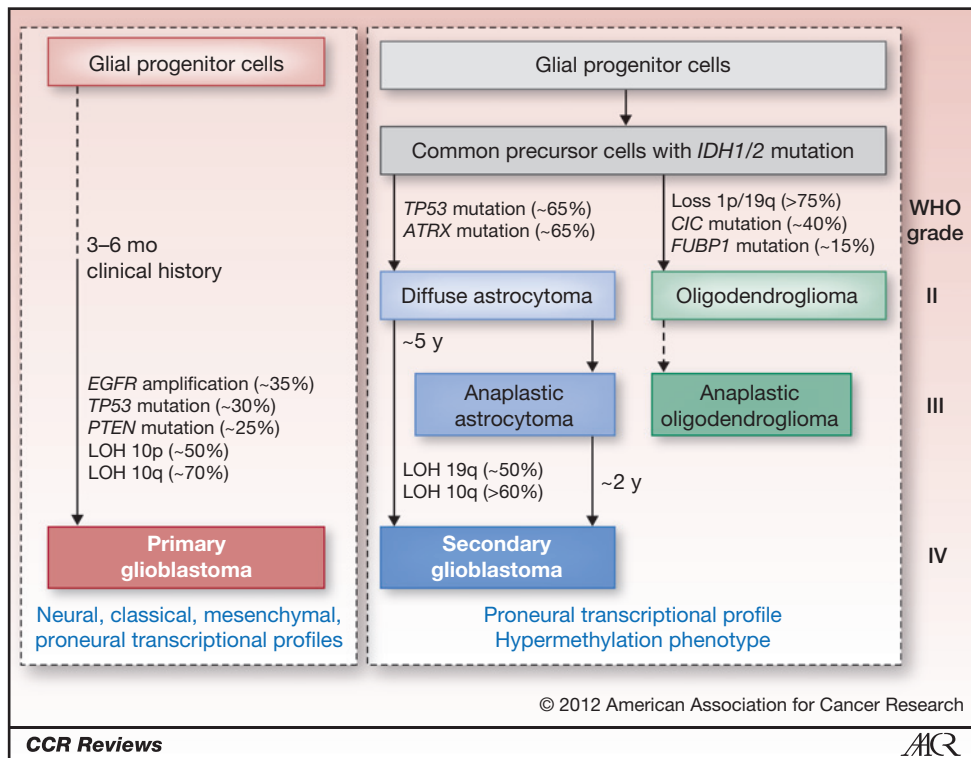 Glial progenitor cells
3–6 mo
clinical history
EGFR amplification (~35%)
TP53 mutation (~30%)
PTEN mutation (~25%)
LOH 10p (~50%)
LOH 10q (~70%)
Primary
glioblastoma
Neural, classical, mesenchymal,
proneural transcriptional profiles
Glial progenitor cells
Common precursor cells with IDH1/2 mutation
TP53 mutation (~65%)
ATRX mutation (~65%)
Loss 1p/19q (>75%)
CIC mutation (~40%)
FUBP1 mutation (~15%)
WHO
grade
Diffuse astrocytoma
Oligodendroglioma
II
~5 y
Anaplastic
astrocytoma
Anaplastic
oligodendroglioma
III
LOH 19q (~50%)
LOH 10q (>60%)
~2 y
Secondary
glioblastoma
IV
Proneural transcriptional profile
Hypermethylation phenotype
© 2012 American Association for Cancer Research
CCR Reviews
AACR